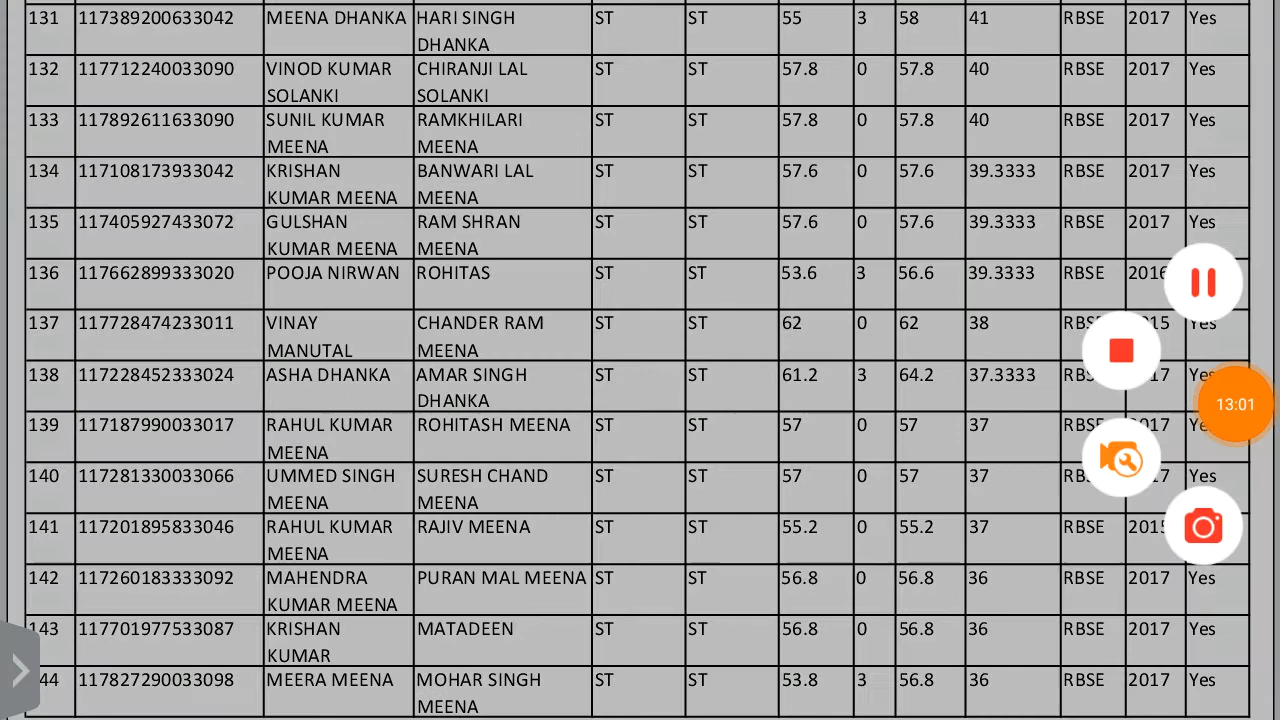 131 117389200633042 MEENA DHANKA HARI SINGH ST ST 55 3 58 41 RBSE 2017 Yes
DHANKA
132 117712240033090 VINOD KUMAR CHIRANJI LAL ST ST 57.8 0 57.8 40 RBSE 2017 Yes
SOLANKI SOLANKI
133 117892611633090 SUNIL KUMAR RAMKHILARI ST ST 57.8 0 57.8 40 RBSE 2017 Yes
MEENA MEENA
134 117108173933042 KRISHAN BANWARI LAL ST ST 57.6 0 57.6 39.3333 RBSE 2017 Yes
KUMAR MEENA MEENA
135 117405927433072 GULSHAN RAM SHRAN ST ST 57.6 0 57.6 39.3333 RBSE 2017 Yes
KUMAR MEENA MEENA
136 117662899333020 POOJA NIRWAN ROHITAS ST ST 53.6 3 56.6 39.3333 RBSE 2016
137 117728474233011 VINAY CHANDER RAM ST ST 62 0 62 38 Yes
MANUTAL MEENA
138 117228452333024 ASHA DHANKA AMAR SINGH ST ST 61.2 3 64.2 37.3333
DHANKA
13:01
139 117187990033017 RAHUL KUMAR ROHITASH MEENA ST ST 57 0 57 37
MEENA
140 117281330033066 UMMED SINGH SURESH CHAND ST ST 57 0 57 37 Yes
MEENA MEENA
141 117201895833046 RAHUL KUMAR RAJIV MEENA ST ST 55.2 0 55.2 37 RBSE 2015
MEENA
142 117260183333092 MAHENDRA PURAN MAL MEENA ST ST 56.8 0 56.8 36 RBSE 2017 Yes
KUMAR MEENA
143 117701977533087 KRISHAN MATADEEN ST ST 56.8 0 56.8 36 RBSE 2017 Yes
KUMAR
44 117827290033098 MEERA MEENA MOHAR SINGH ST ST 53.8 3 56.8 36 RBSE 2017 Yes
MEENA